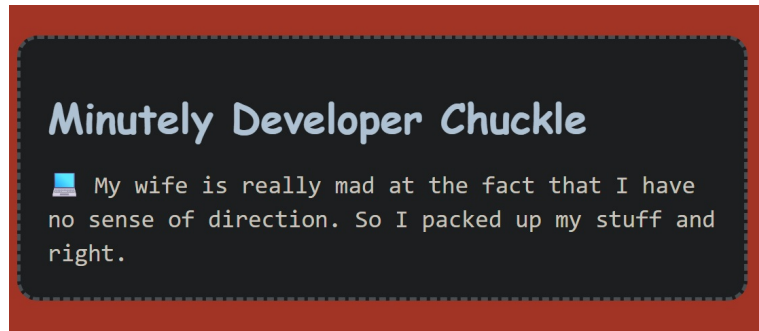 Minutely Developer Chuckle
💻 My wife is really mad at the fact that I have
no sense of direction. So I packed up my stuff and
right.